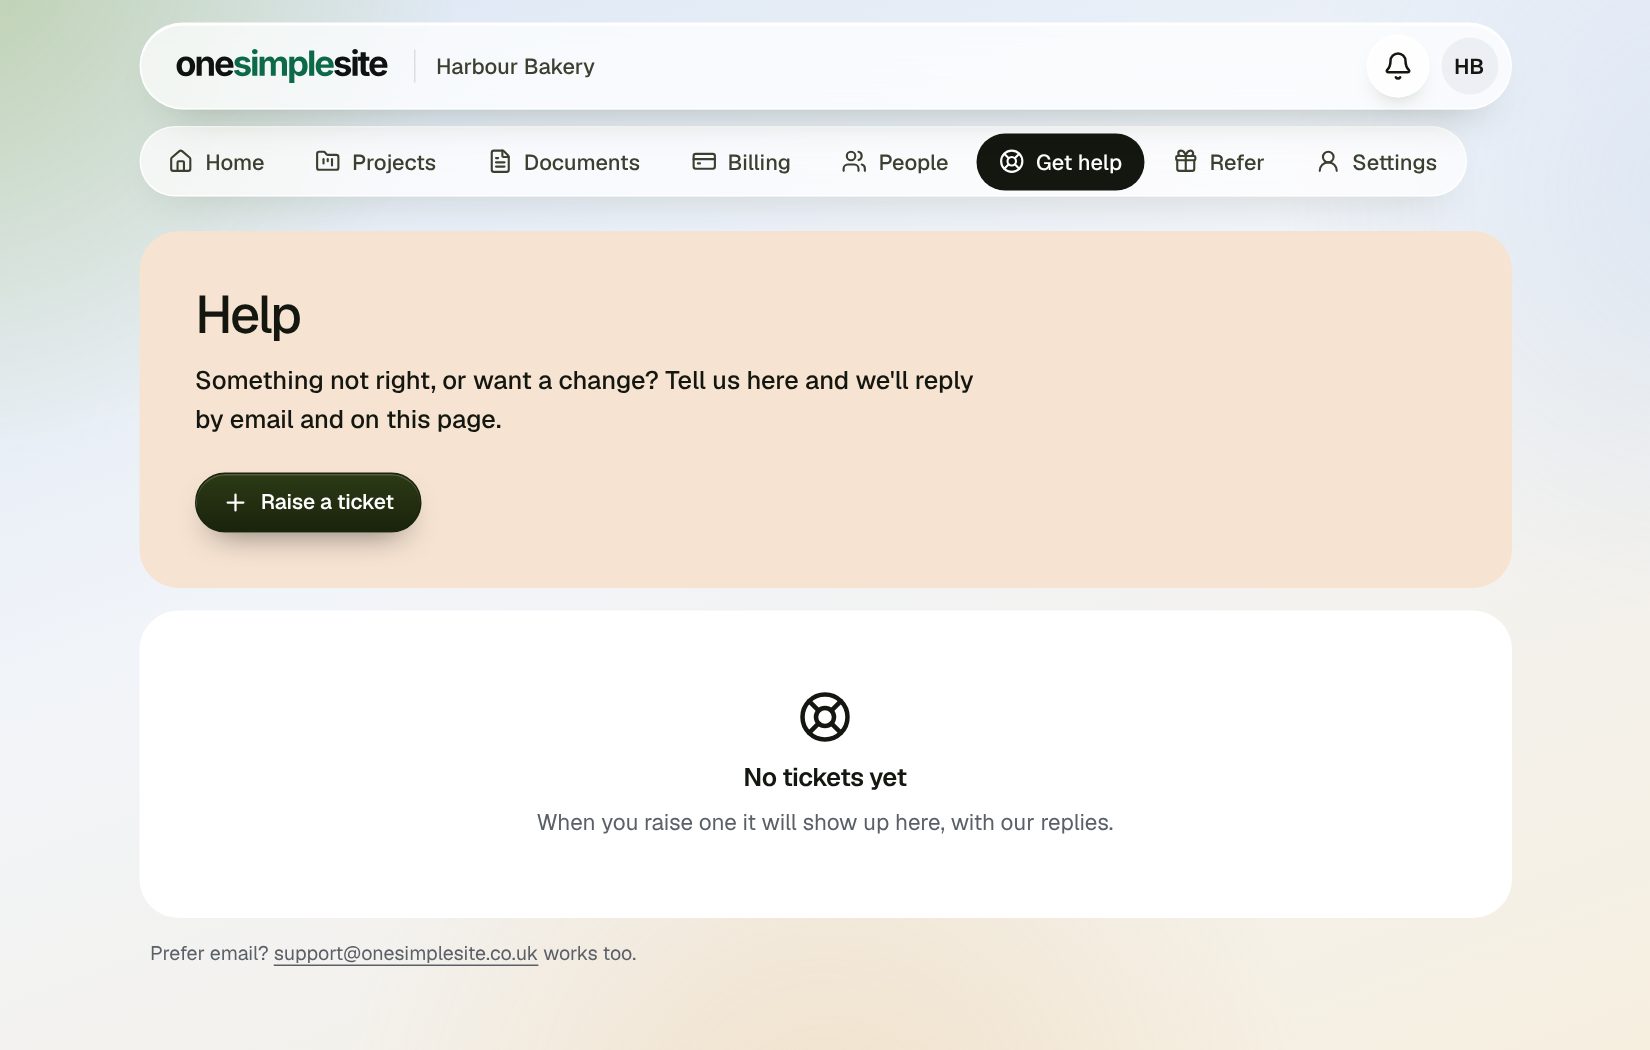 onesimplesite
Harbour Bakery
HB
Home
Projects
Documents
Billing
People
Get help
Refer
Settings
Help
Something not right, or want a change? Tell us here and we'll reply
by email and on this page.
Raise a ticket
No tickets yet
When you raise one it will show up here, with our replies.
Prefer email? support@onesimplesite.co.uk works too.